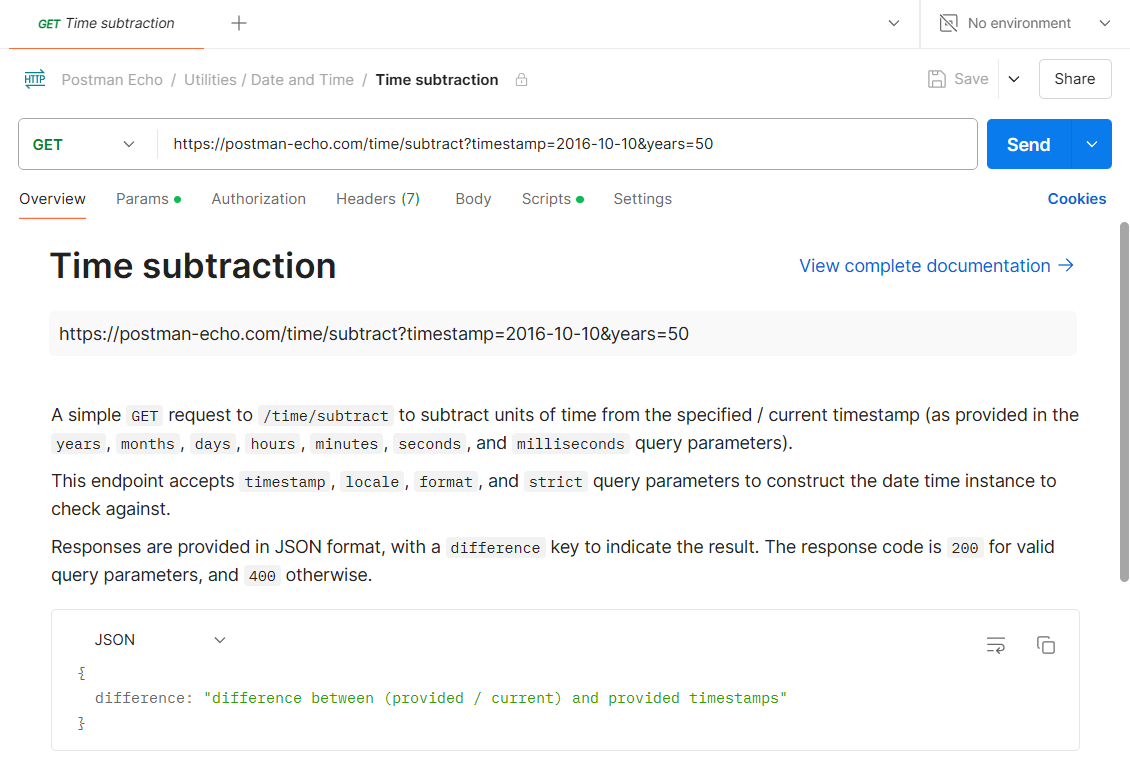 GET Time subtraction
No environment
HTTP Postman Echo / Utilities / Date and Time / Time subtraction
Save
Share
GET
https://postman-echo.com/time/subtract?timestamp=2016-10-10&years=50
Send
Overview Params Authorization Headers (7) Body Scripts Settings Cookies
Time subtraction
View complete documentation →
https://postman-echo.com/time/subtract?timestamp=2016-10-10&years=50
A simple GET request to /time/subtract to subtract units of time from the specified / current timestamp (as provided in the
years, months, days, hours, minutes, seconds, and milliseconds query parameters).
This endpoint accepts timestamp, locale, format, and strict query parameters to construct the date time instance to
check against.
Responses are provided in JSON format, with a difference key to indicate the result. The response code is 200 for valid
query parameters, and 400 otherwise.
JSON
{
difference: "difference between (provided / current) and provided timestamps"
}